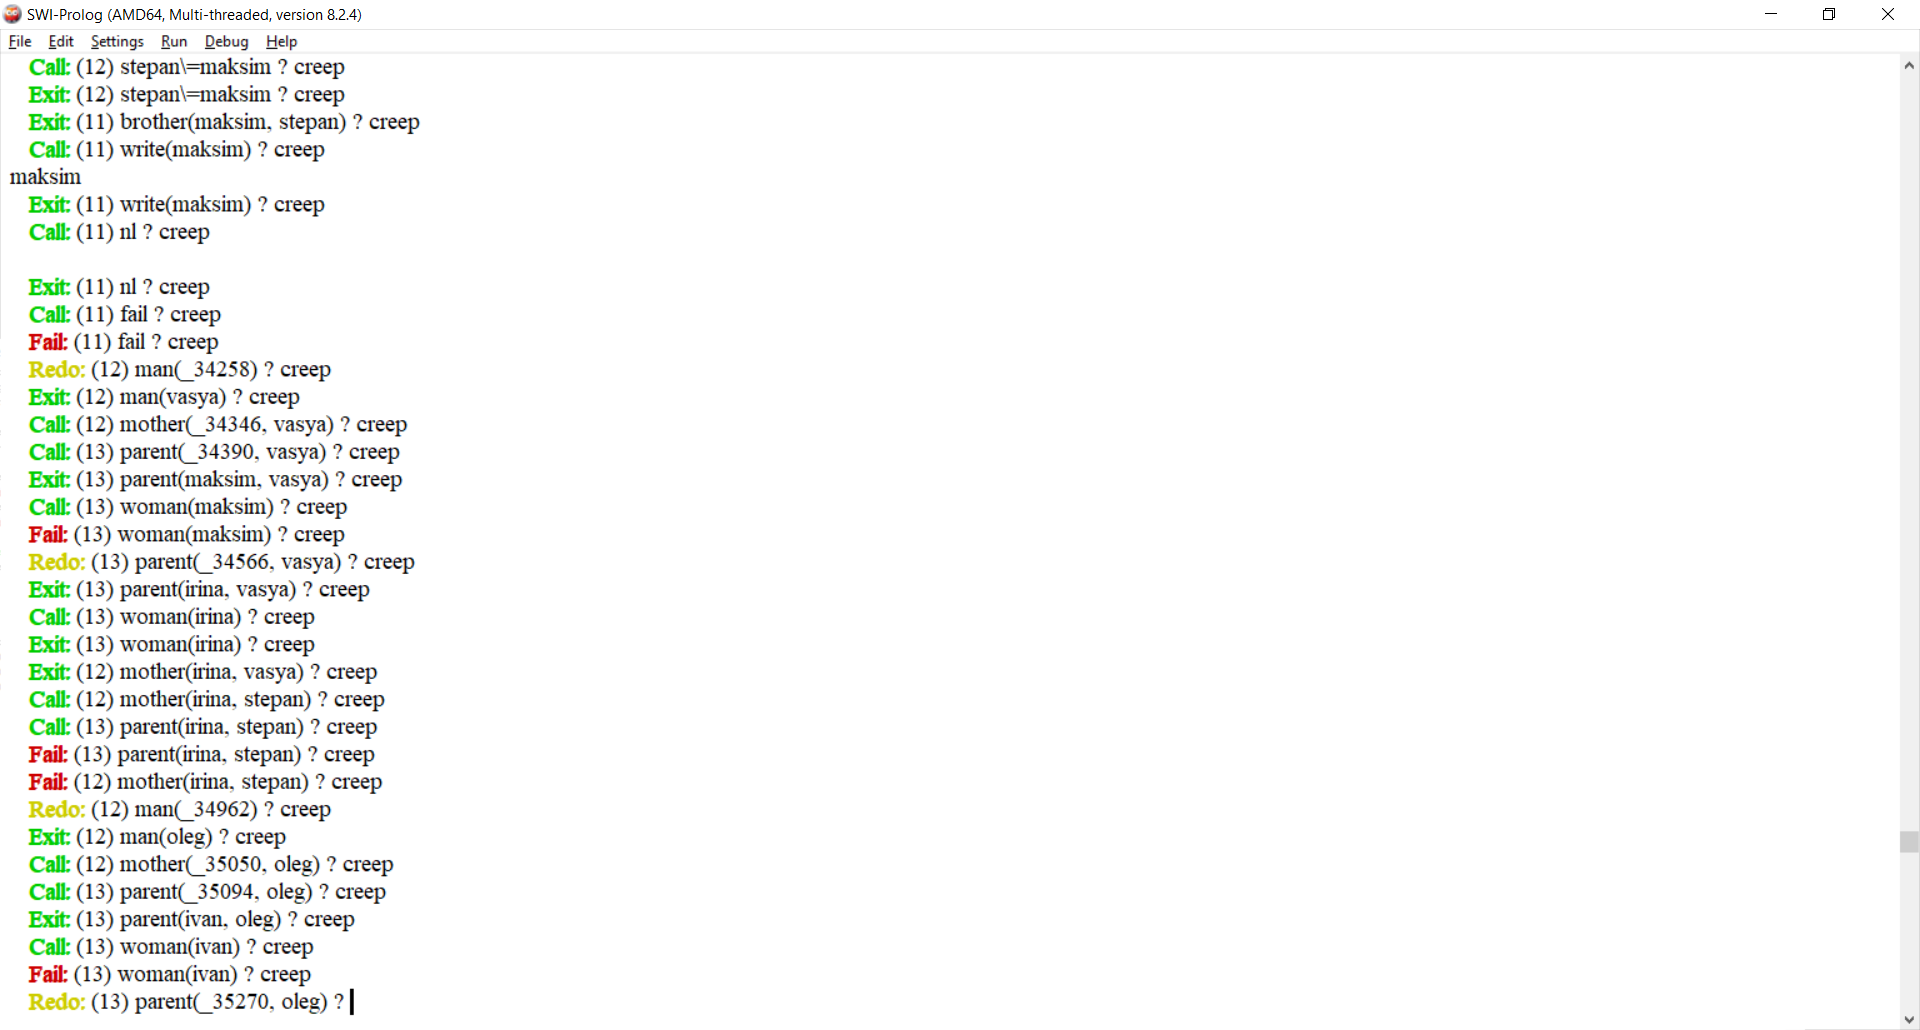 SWI-Prolog (AMD64, Multi-threaded, version 8.2.4)
File Edit Settings Run Debug Help
Call: (12) stepan\=maksim ? creep
Exit: (12) stepan\=maksim ? creep
Exit: (11) brother(maksim, stepan) ? creep
Call: (11) write(maksim) ? creep
maksim
Exit: (11) write(maksim) ? creep
Call: (11) nl ? creep
Exit: (11) nl ? creep
Call: (11) fail ? creep
Fail: (11) fail ? creep
Redo: (12) man(_34258) ? creep
Exit: (12) man(vasya) ? creep
Call: (12) mother(_34346, vasya) ? creep
Call: (13) parent(_34390, vasya) ? creep
Exit: (13) parent(maksim, vasya) ? creep
Call: (13) woman(maksim) ? creep
Fail: (13) woman(maksim) ? creep
Redo: (13) parent(_34566, vasya) ? creep
Exit: (13) parent(irina, vasya) ? creep
Call: (13) woman(irina) ? creep
Exit: (13) woman(irina) ? creep
Exit: (12) mother(irina, vasya) ? creep
Call: (12) mother(irina, stepan) ? creep
Call: (13) parent(irina, stepan) ? creep
Fail: (13) parent(irina, stepan) ? creep
Fail: (12) mother(irina, stepan) ? creep
Redo: (12) man(_34962) ? creep
Exit: (12) man(oleg) ? creep
Call: (12) mother(_35050, oleg) ? creep
Call: (13) parent(_35094, oleg) ? creep
Exit: (13) parent(ivan, oleg) ? creep
Call: (13) woman(ivan) ? creep
Fail: (13) woman(ivan) ? creep
Redo: (13) parent(_35270, oleg) ?